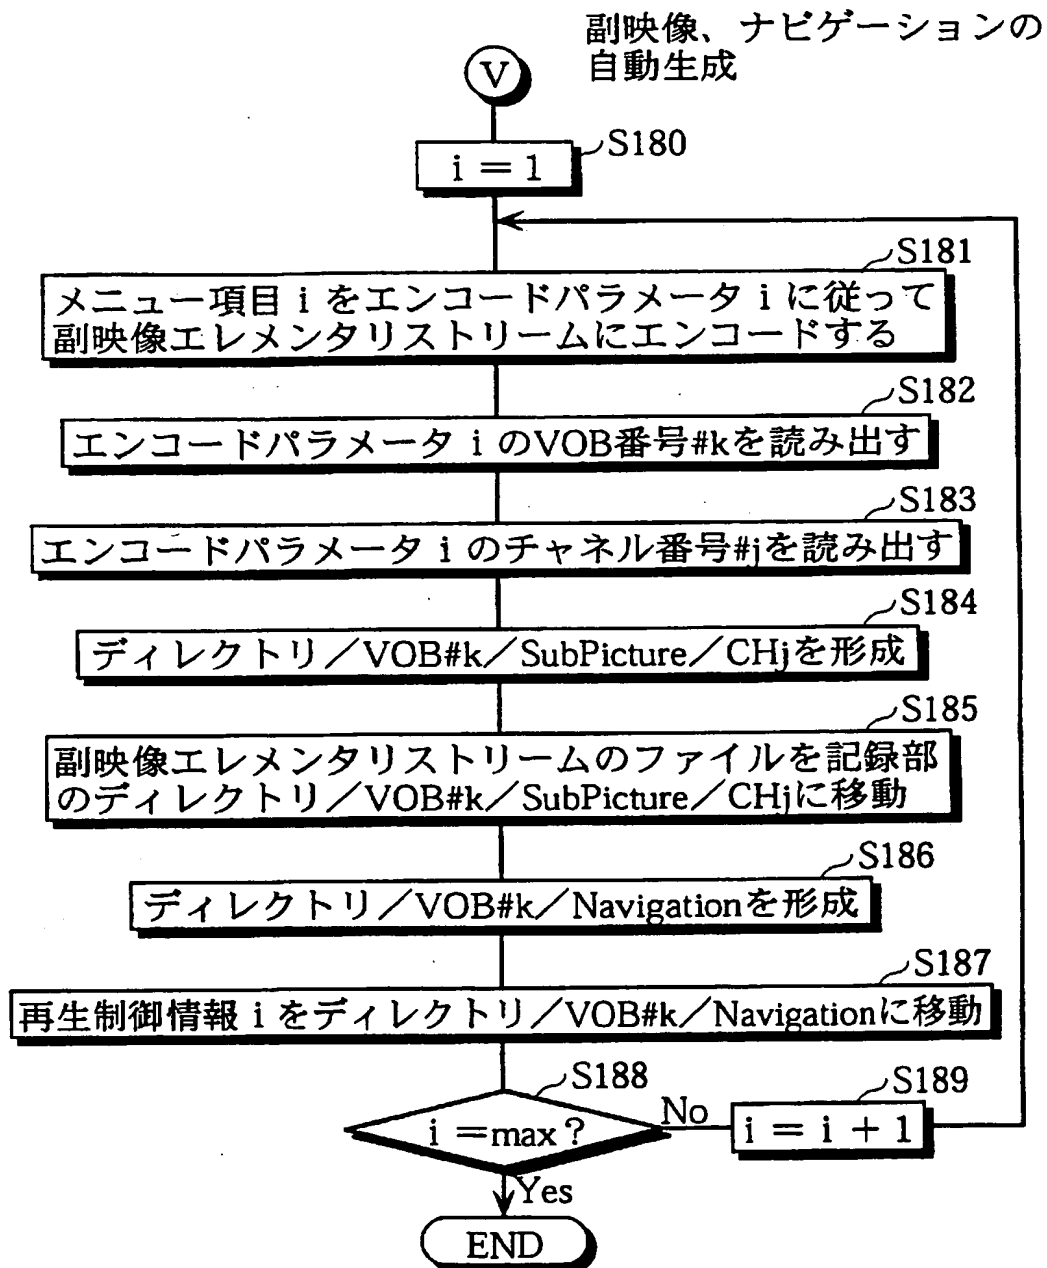 副映像、ナビゲーションの
自動生成
V
S180
i = 1
S181
メニュー項目 i をエンコードパラメータ i に従って
副映像エレメンタリストリームにエンコードする
S182
エンコードパラメータ i のVOB番号#kを読み出す
S183
エンコードパラメータ i のチャネル番号#jを読み出す
S184
ディレクトリ／VOB#k／SubPicture／CHjを形成
S185
副映像エレメンタリストリームのファイルを記録部
のディレクトリ／VOB#k／SubPicture／CHjに移動
S186
ディレクトリ／VOB#k／Navigationを形成
S187
再生制御情報 i をディレクトリ／VOB#k／Navigationに移動
S188
i =max？
No
S189
i = i + 1
Yes
END